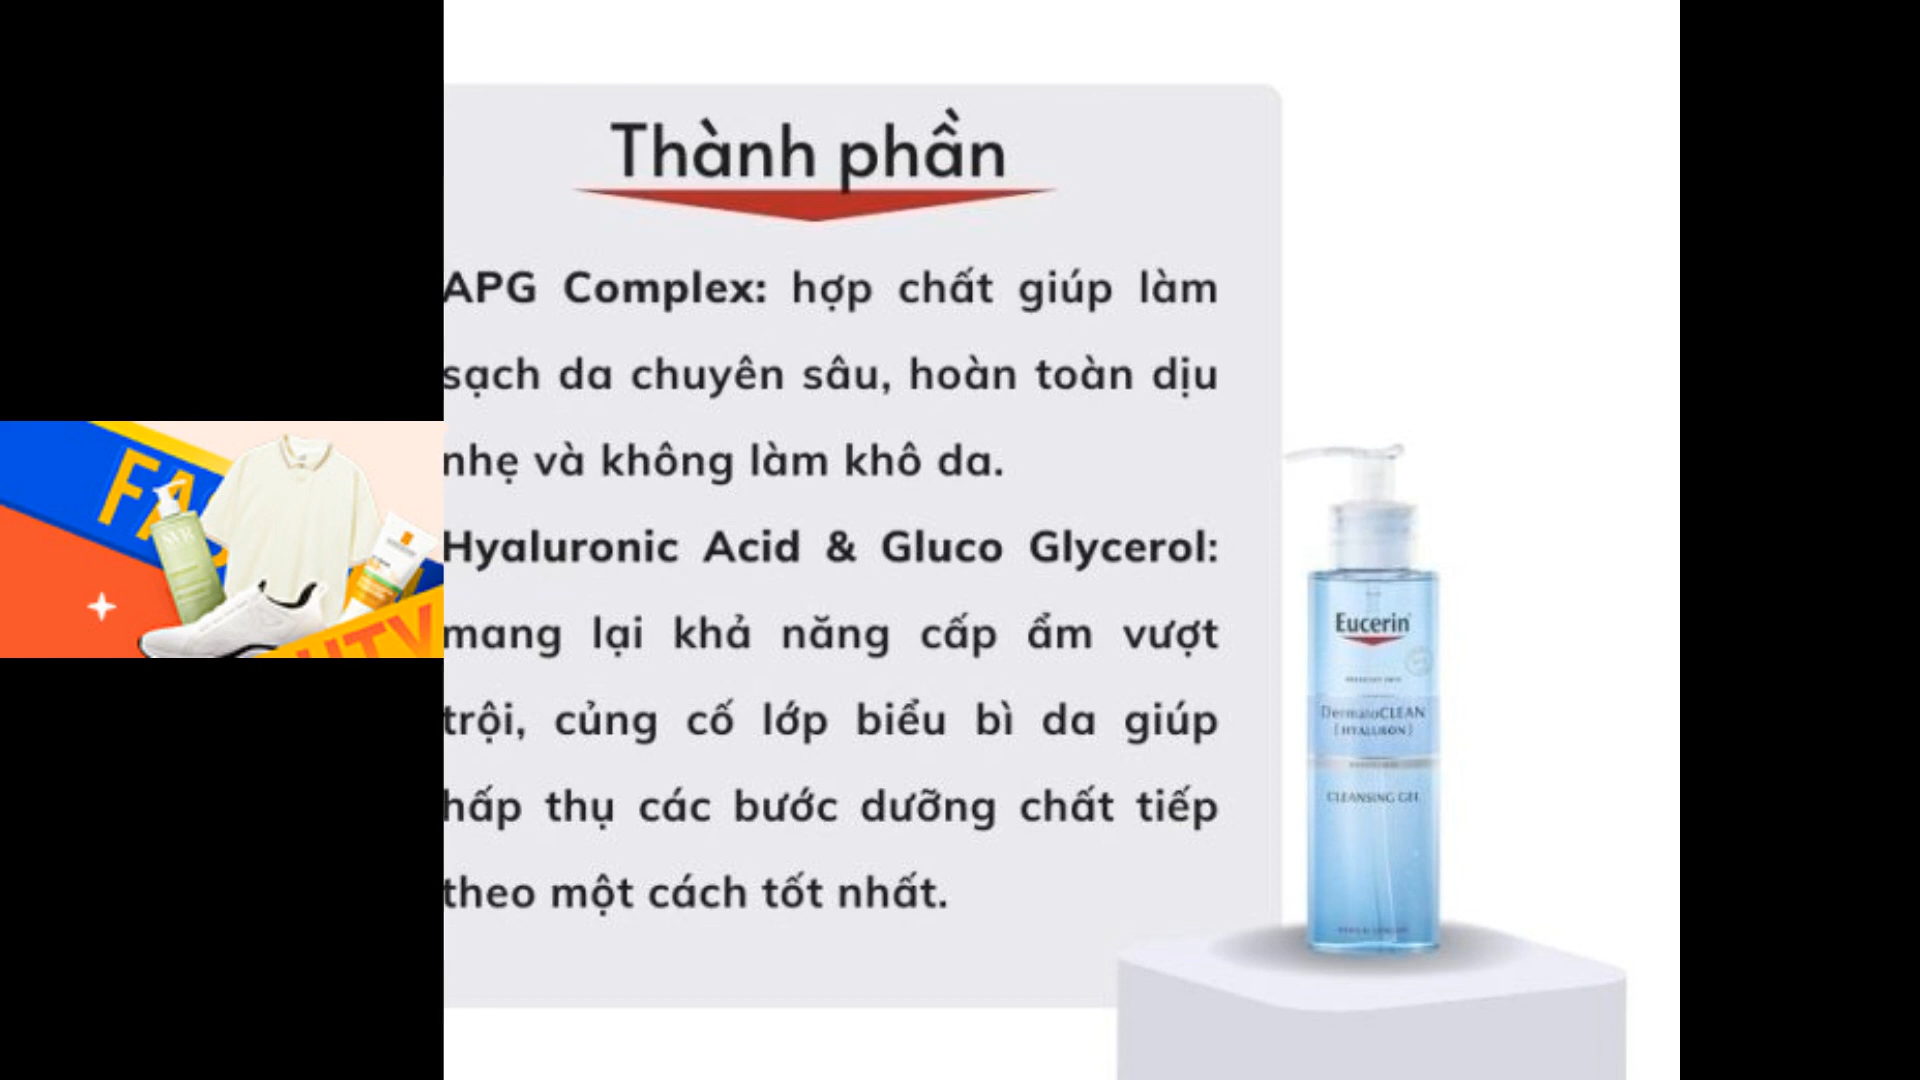 Thành phần
APG Complex: hợp chất giúp làm
sạch da chuyên sâu, hoàn toàn dịu
nhẹ và không làm khô da.
Hyaluronic Acid & Gluco Glycerol:
mang lại khả năng cấp ẩm vượt
trội, củng cố lớp biểu bì da giúp
hấp thụ các bước dưỡng chất tiếp
theo một cách tốt nhất.
Eucerin
DermatoCLEAN
[HYALURON]
CLEANSING GEL
SVR